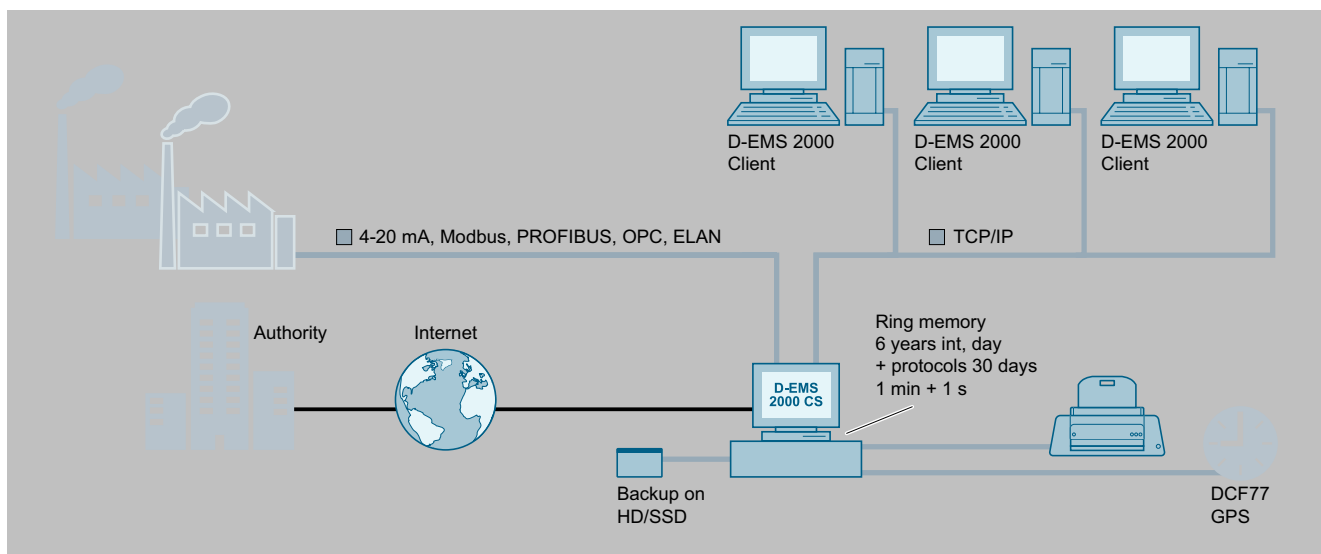 D-EMS 2000
Client
D-EMS 2000
Client
D-EMS 2000
Client
4-20 mA, Modbus, PROFIBUS, OPC, ELAN
TCP/IP
Authority
Internet
Ring memory
6 years int, day
+ protocols 30 days
1 min + 1 s
D-EMS
2000 CS
Backup on
HD/SSD
DCF77
GPS